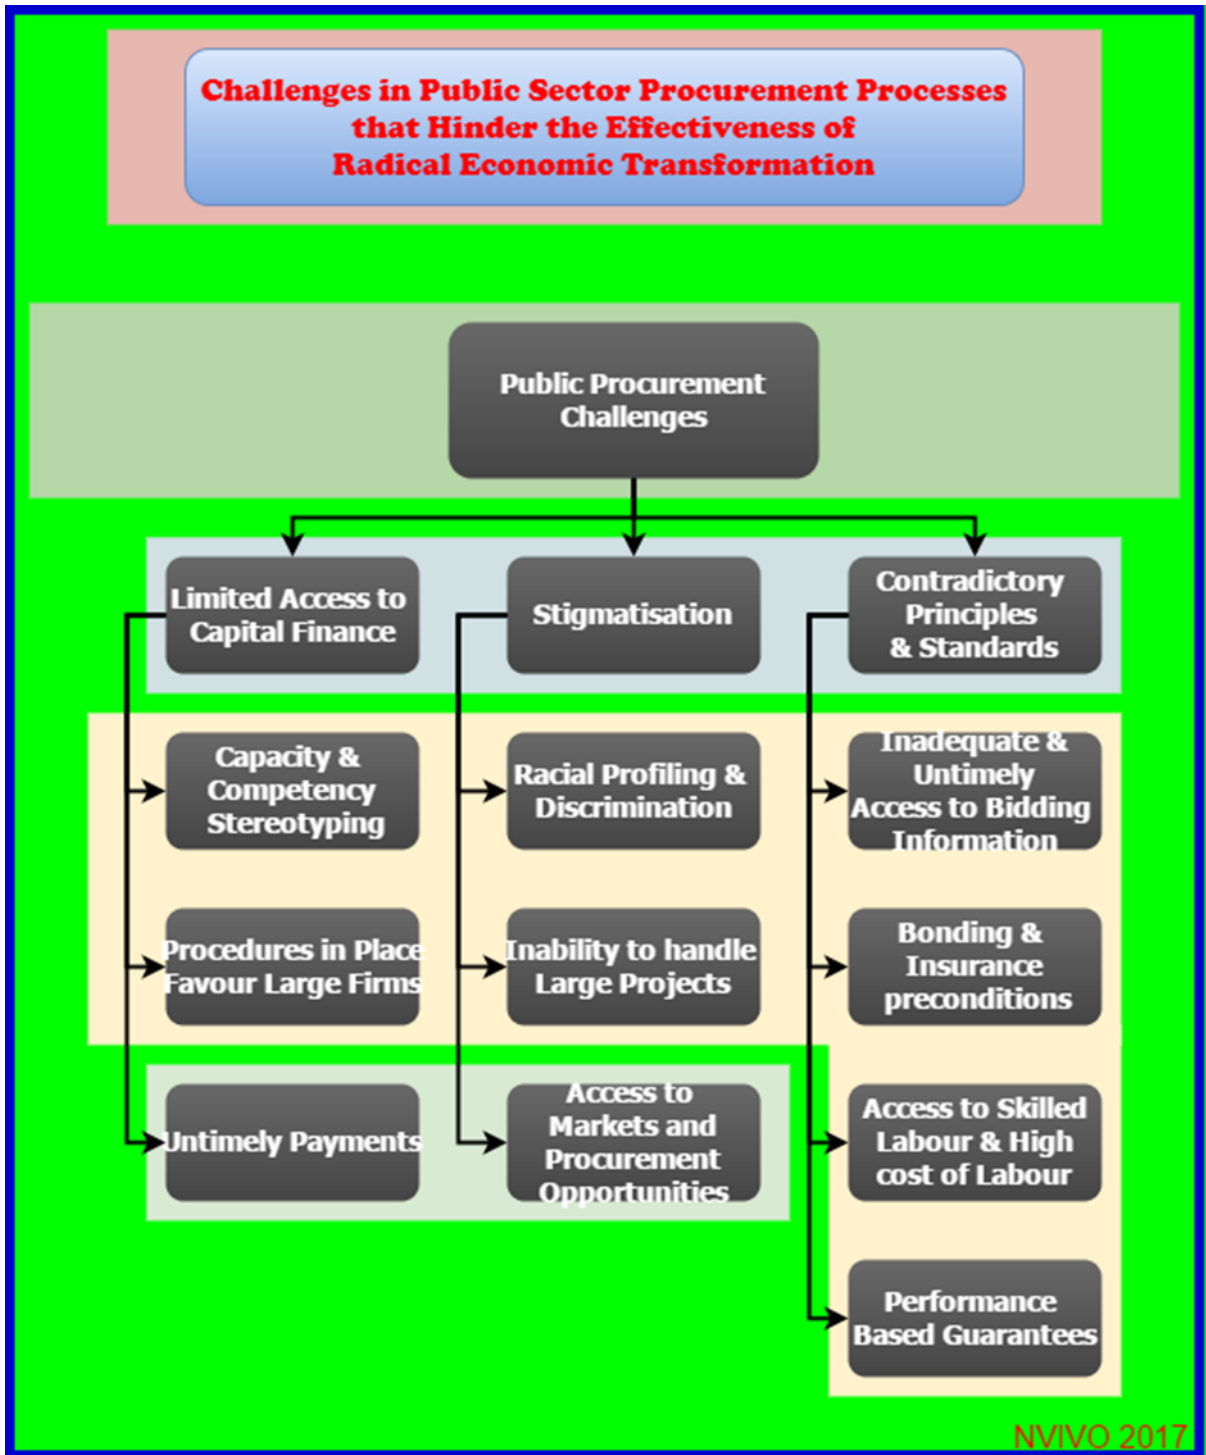 Challenges in Public Sector Procurement Processes
that Hinder the Effectiveness of
Radical Economic Transformation
Public Procurement
Challenges
Limited Access to
Capital Finance
Stigmatisation
Contradictory
Principles
& Standards
Capacity &
Competency
Stereotyping
Racial Profiling &
Discrimination
Inadequate &
Untimely
Access to Bidding
Information
Procedures in Place
Favour Large Firms
Inability to handle
Large Projects
Bonding &
Insurance
preconditions
Untimely Payments
Access to
Markets and
Procurement
Opportunities
Access to Skilled
Labour & High
cost of Labour
Performance
Based Guarantees
NVIVO 2017